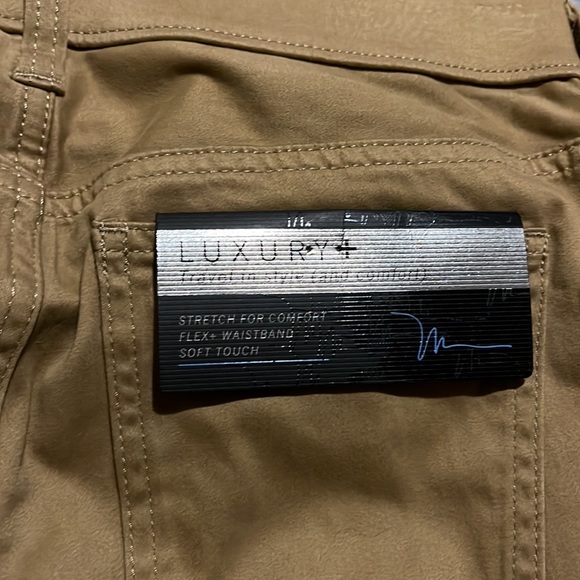 LUXURY+
Travel in style (and comfort)
STRETCH FOR COMFORT
FLEX+ WAISTBAND
SOFT TOUCH